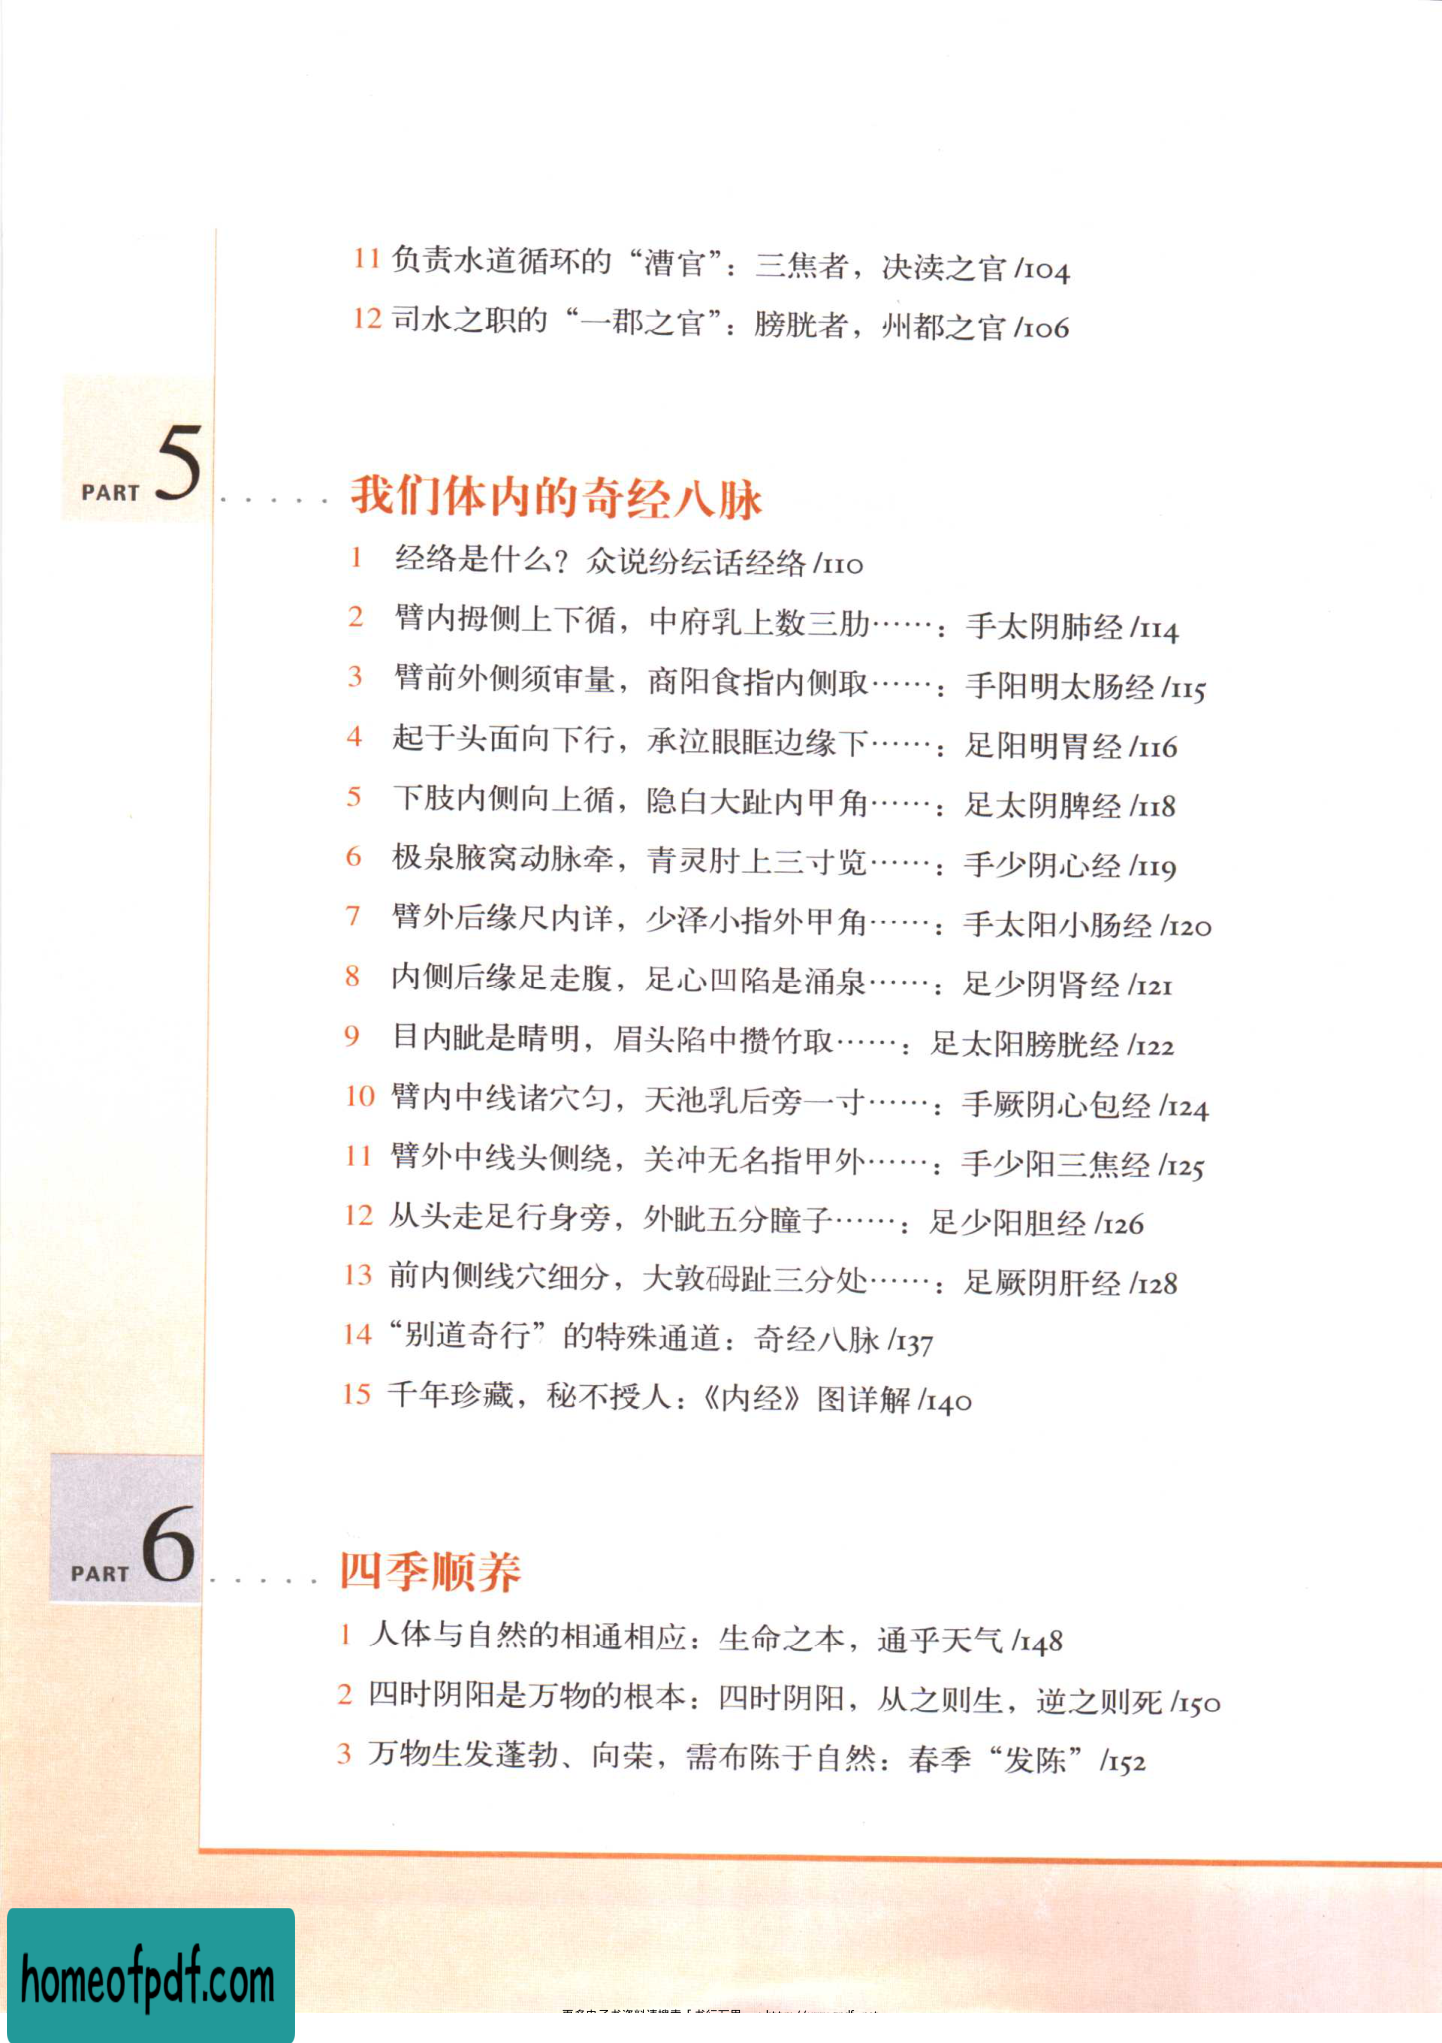 11 负责水道循环的“漕官”：三焦者，决渎之官 /104
12 司水之职的“一郡之官”：膀胱者，州都之官 /106
PART 5 ····· 我们体内的奇经八脉
1 经络是什么？众说纷纭话经络 /110
2 臂内拇侧上下循，中府乳上数三肋……：手太阴肺经 /114
3 臂前外侧须审量，商阳食指内侧取……：手阳明太肠经 /115
4 起于头面向下行，承泣眼眶边缘下……：足阳明胃经 /116
5 下肢内侧向上循，隐白大趾内甲角……：足太阴脾经 /118
6 极泉腋窝动脉牵，青灵肘上三寸览……：手少阴心经 /119
7 臂外后缘尺内详，少泽小指外甲角……：手太阳小肠经 /120
8 内侧后缘足走腹，足心凹陷是涌泉……：足少阴肾经 /121
9 目内眦是晴明，眉头陷中攒竹取……：足太阳膀胱经 /122
10 臂内中线诸穴匀，天池乳后旁一寸……：手厥阴心包经 /124
11 臂外中线头侧绕，关冲无名指甲外……：手少阳三焦经 /125
12 从头走足行身旁，外眦五分瞳子……：足少阳胆经 /126
13 前内侧线穴细分，大敦砪趾三分处……：足厥阴肝经 /128
14 “别道奇行”的特殊通道：奇经八脉 /137
15 千年珍藏，秘不授人：《内经》图详解 /140
PART 6 ····· 四季顺养
1 人体与自然的相通相应：生命之本，通乎天气 /148
2 四时阴阳是万物的根本：四时阴阳，从之则生，逆之则死 /150
3 万物生发蓬勃、向荣，需布陈于自然：春季“发陈” /152
homeofpdf.com